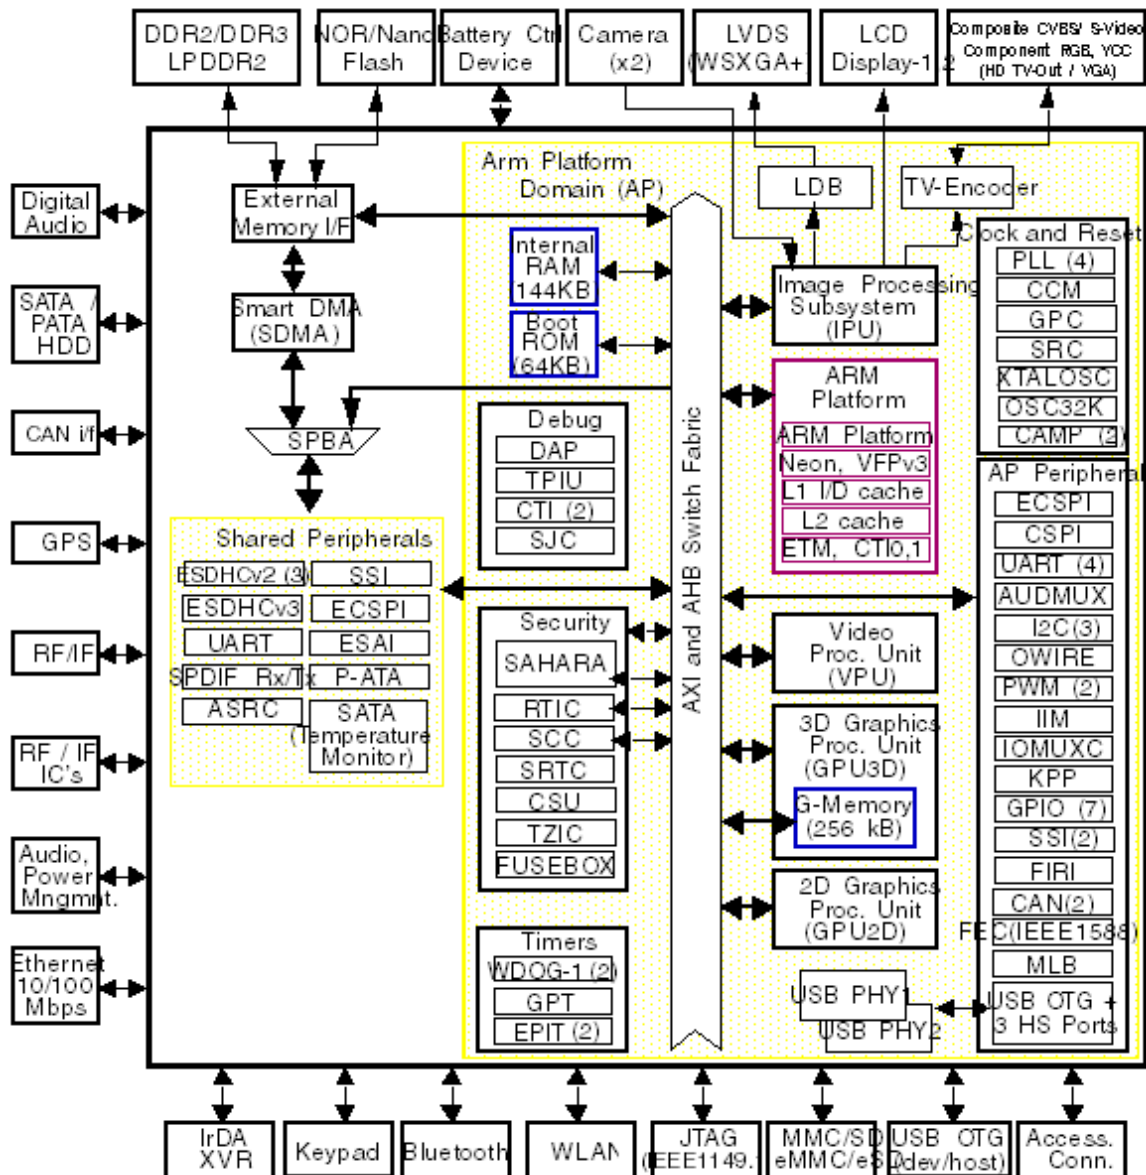 DDR2/DDR3
LPDDR2
NOR/Nand
Flash
Battery Ctrl
Device
Camera
(x2)
LVDS
(WSXGA+)
LCD
Display-1,2
Composite CVBS/ S-Video
Component RGB, YCC
(HD TV-Out / VGA)
Digital
Audio
SATA /
PATA
HDD
CAN i/f
GPS
RF/IF
RF / IF
IC's
Audio,
Power
Mngmnt.
Ethernet
10/100
Mbps
External
Memory I/F
Smart DMA
(SDMA)
SPBA
Shared Peripherals
ESDHCv2 (3)
SSI
ESDHCv3
ECSPI
UART
ESAI
SPDIF Rx/Tx
P-ATA
ASRC
SATA
(Temperature
Monitor)
Arm Platform
Domain (AP)
Internal
RAM
(144KB)
Boot
ROM
(64KB)
Debug
DAP
TPIU
CTI (2)
SJC
Security
SAHARA
RTIC
SCC
SRTC
CSU
TZIC
FUSEBOX
Timers
WDOG-1 (2)
GPT
EPIT (2)
AXI and AHB Switch Fabric
LDB
TV-Encoder
Image Processing
Subsystem
(IPU)
ARM
Platform
ARM Platform
Neon, VFPv3
L1 I/D cache
L2 cache
ETM, CTI0,1
Video
Proc. Unit
(VPU)
3D Graphics
Proc. Unit
(GPU3D)
G-Memory
(256 kB)
2D Graphics
Proc. Unit
(GPU2D)
USB PHY1
USB PHY2
Clock and Reset
PLL (4)
CCM
GPC
SRC
XTALOSC
OSC32K
CAMP (2)
AP Peripheral
ECSPI
CSPI
UART (4)
AUDMUX
I2C(3)
OWIRE
PWM (2)
IIM
IOMUXC
KPP
GPIO (7)
SSI(2)
FIRI
CAN(2)
FEC(IEEE1588)
MLB
USB OTG +
3 HS Ports
IrDA
XVR
Keypad
Bluetooth
WLAN
JTAG
(IEEE1149.
MMC/SD
eMMC/eSD
USB OTG
(dev/host)
Access.
Conn.